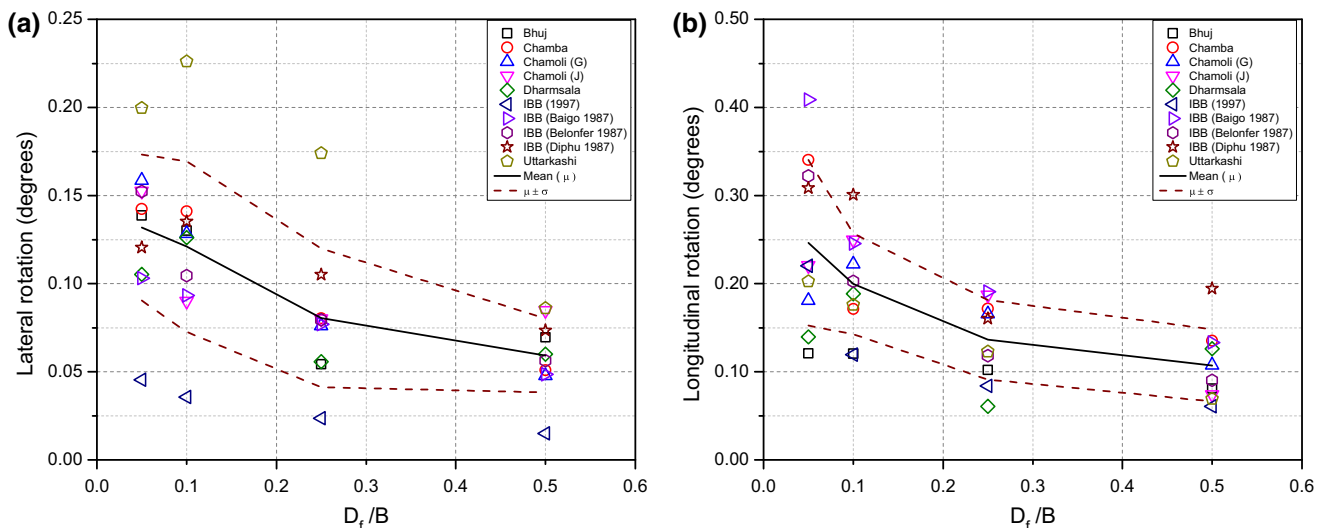 (a)
Lateral rotation (degrees)
0.25
0.20
0.15
0.10
0.05
0.00
0.0 0.1 0.2 0.3 0.4 0.5 0.6
D_f /B
Bhuj
Chamba
Chamoli (G)
Chamoli (J)
Dharmsala
IBB (1997)
IBB (Baigo 1987)
IBB (Belonfer 1987)
IBB (Diphu 1987)
Uttarkashi
Mean ( μ )
μ ± σ
(b)
Longitudinal rotation (degrees)
0.50
0.40
0.30
0.20
0.10
0.00
0.0 0.1 0.2 0.3 0.4 0.5 0.6
D_f /B
Bhuj
Chamba
Chamoli (G)
Chamoli (J)
Dharmsala
IBB (1997)
IBB (Baigo 1987)
IBB (Belonfer 1987)
IBB (Diphu 1987)
Uttarkashi
Mean ( μ )
μ ± σ